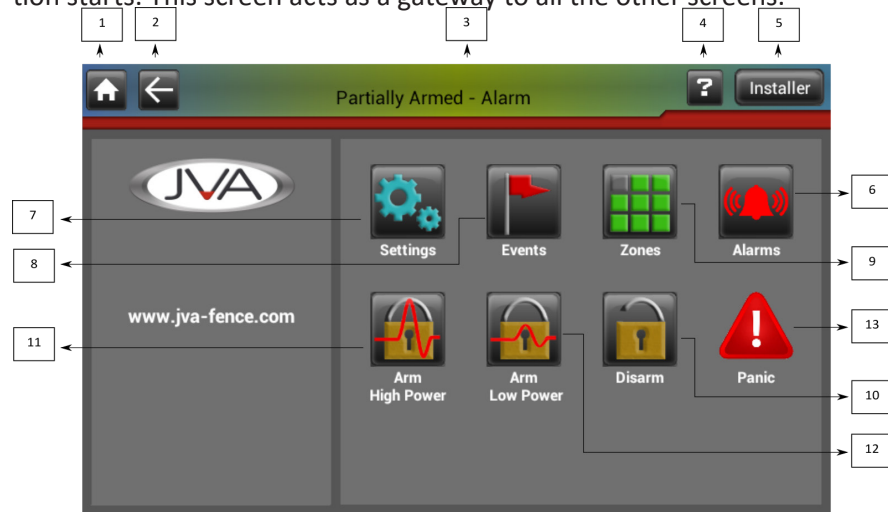 tion starts. This screen acts as a gateway to all the other screens.
1 2 3 4 5
? Installer
Partially Armed - Alarm
JVA
6
7
Settings Events Zones Alarms
8
9
www.jva-fence.com
!
13
11
Arm High Power
Arm Low Power
Disarm
Panic
10
12